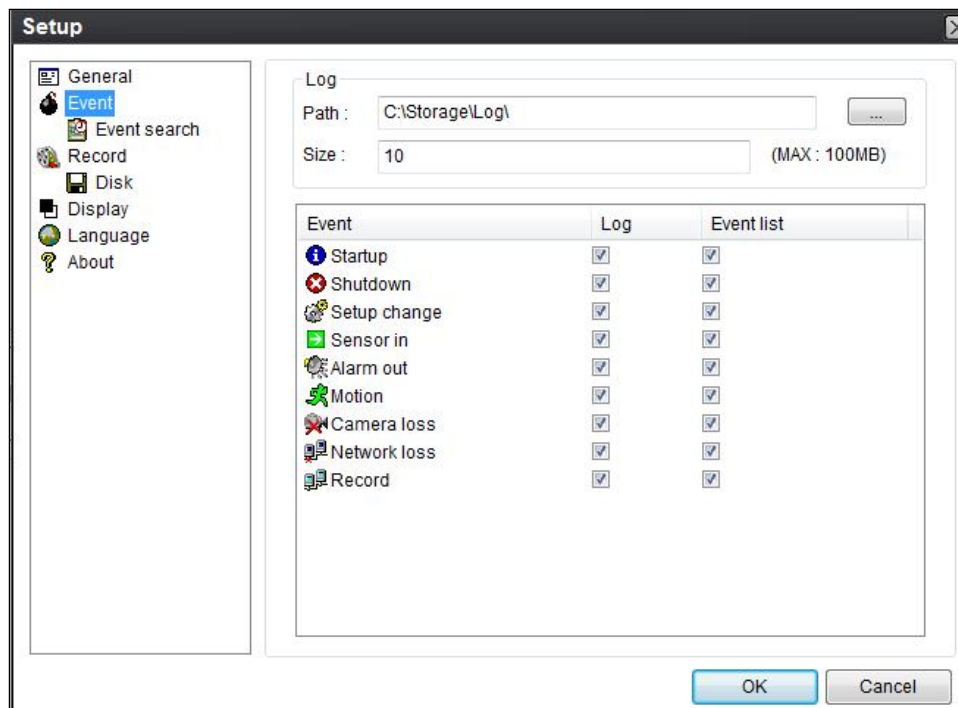 Setup
General
Event
Event search
Record
Disk
Display
Language
About
Log
Path : C:\Storage\Log\ ...
Size : 10 (MAX : 100MB)
Event Log Event list
Startup
Shutdown
Setup change
Sensor in
Alarm out
Motion
Camera loss
Network loss
Record
OK Cancel